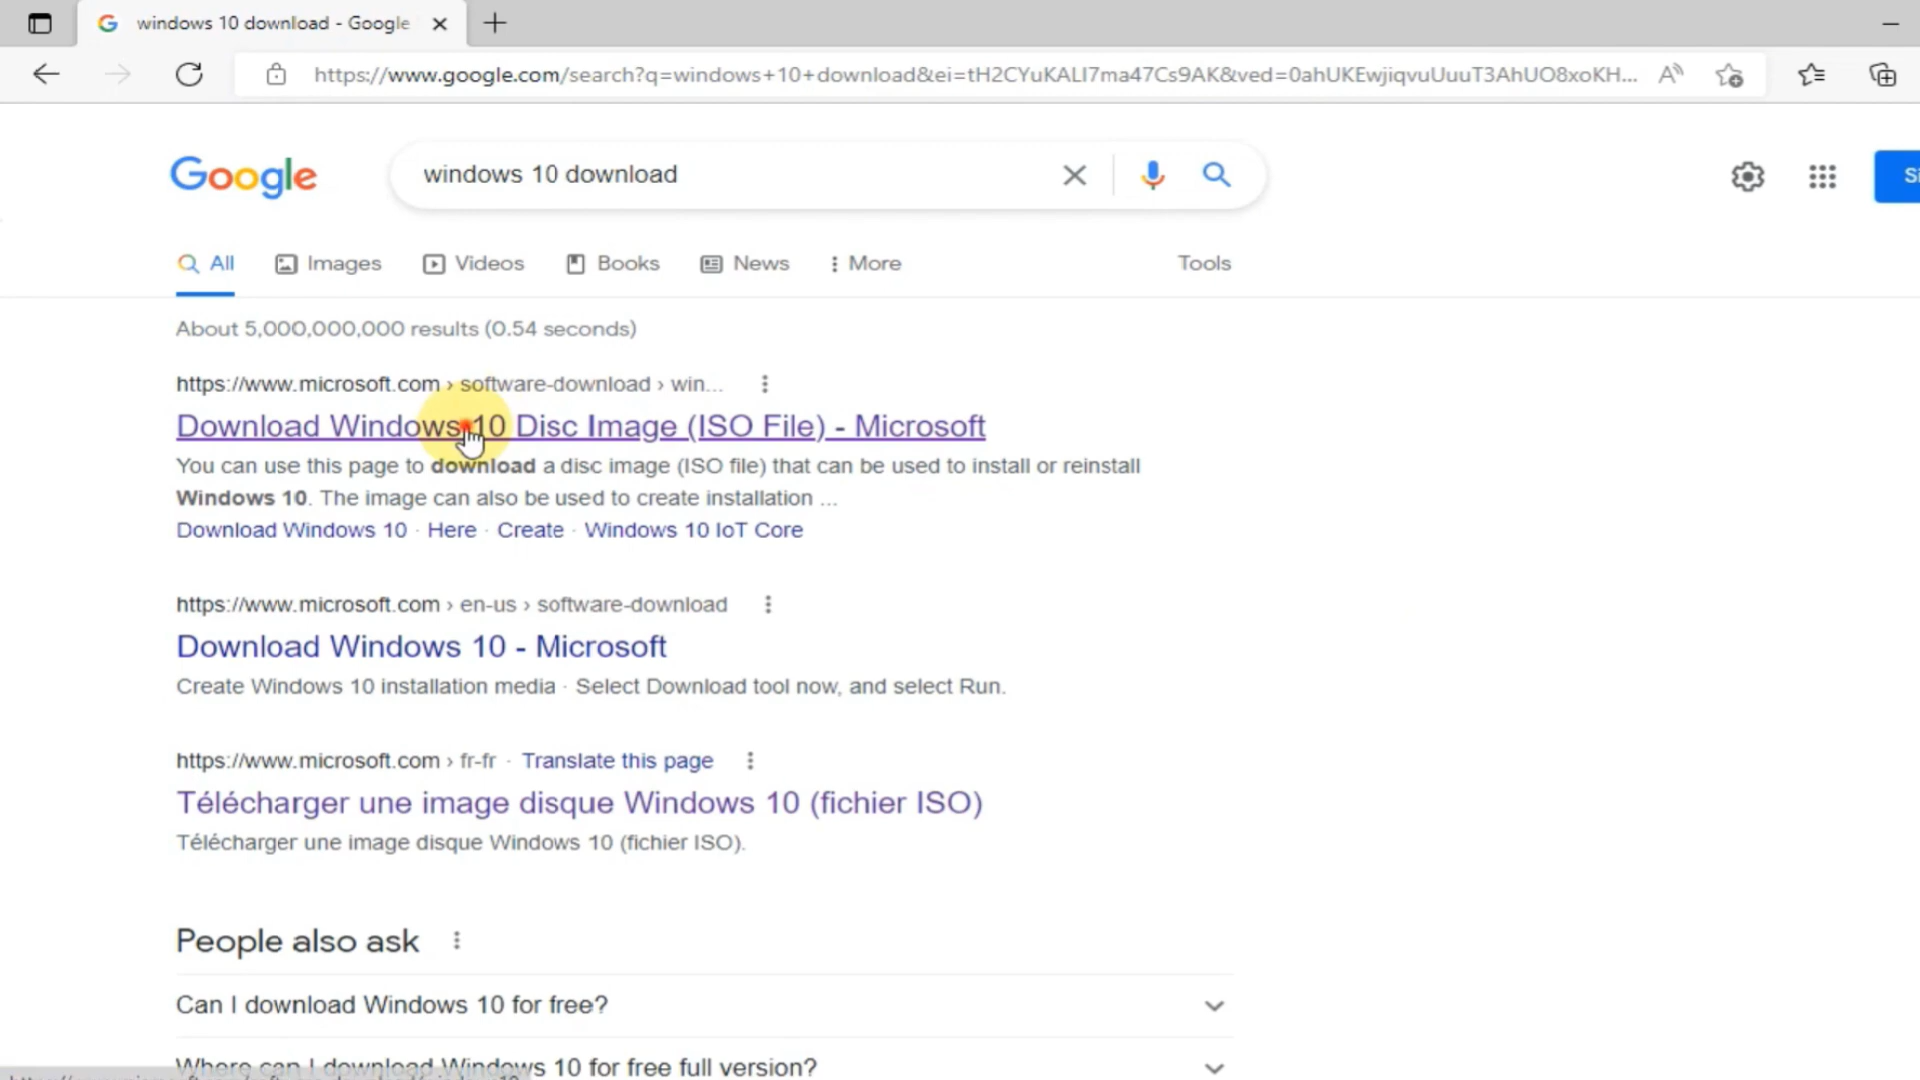 windows 10 download - Google
https://www.google.com/search?q=windows+10+download&ei=tH2CYuKALI7ma47Cs9AK&ved=0ahUKEwjiqvuUuuT3AhUO8xoKH...
Google
windows 10 download
All
Images
Videos
Books
News
More
Tools
About 5,000,000,000 results (0.54 seconds)
https://www.microsoft.com › software-download › win...
Download Windows 10 Disc Image (ISO File) - Microsoft
You can use this page to download a disc image (ISO file) that can be used to install or reinstall
Windows 10. The image can also be used to create installation ...
Download Windows 10 · Here · Create · Windows 10 IoT Core
https://www.microsoft.com › en-us › software-download
Download Windows 10 - Microsoft
Create Windows 10 installation media · Select Download tool now, and select Run.
https://www.microsoft.com › fr-fr · Translate this page
Télécharger une image disque Windows 10 (fichier ISO)
Télécharger une image disque Windows 10 (fichier ISO).
People also ask
Can I download Windows 10 for free?
Where can I download Windows 10 for free full version?